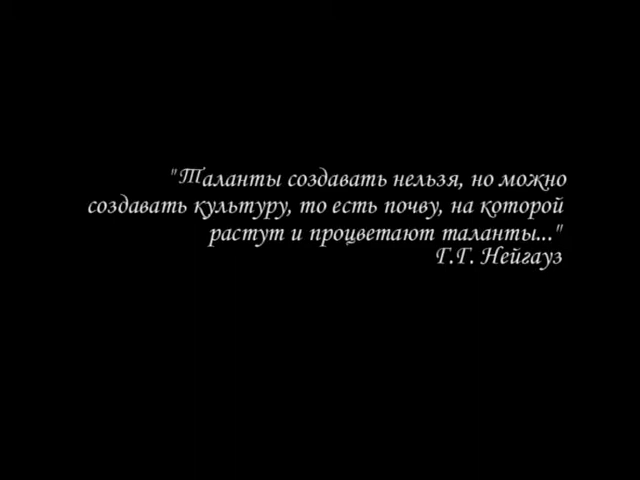 "Таланты создавать нельзя, но можно
создавать культуру, то есть почву, на которой
растут и процветают таланты..."
Г.Г. Нейгауз